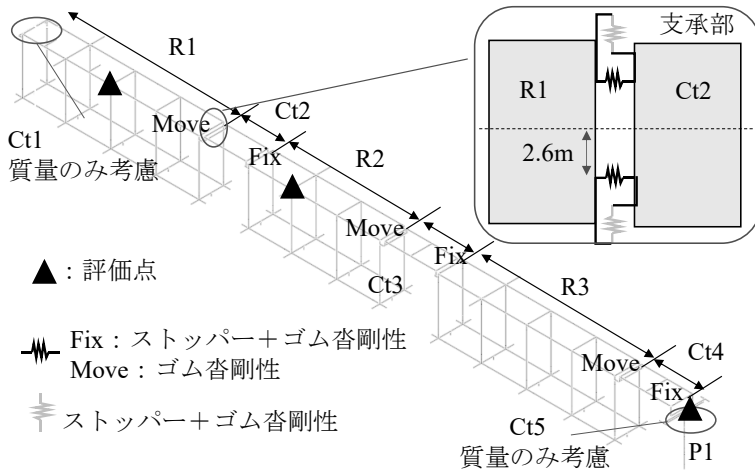 R1
Ct2
Move
Fix
R2
Ct1
質量のみ考慮
Move
Fix
Ct3
R3
Move
Ct4
Fix
Ct5
質量のみ考慮
P1
支承部
R1
Ct2
2.6m
▲：評価点
Fix：ストッパー＋ゴム沓剛性
Move：ゴム沓剛性
ストッパー＋ゴム沓剛性